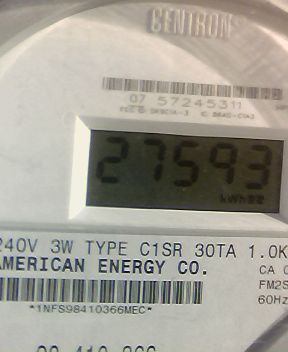 CENTRON
07 57245311
27593
kWh
240V 3W TYPE C1SR 30TA 1.0K
AMERICAN ENERGY CO.
CA
FM2S
60Hz
*1NFS98410366MEC*